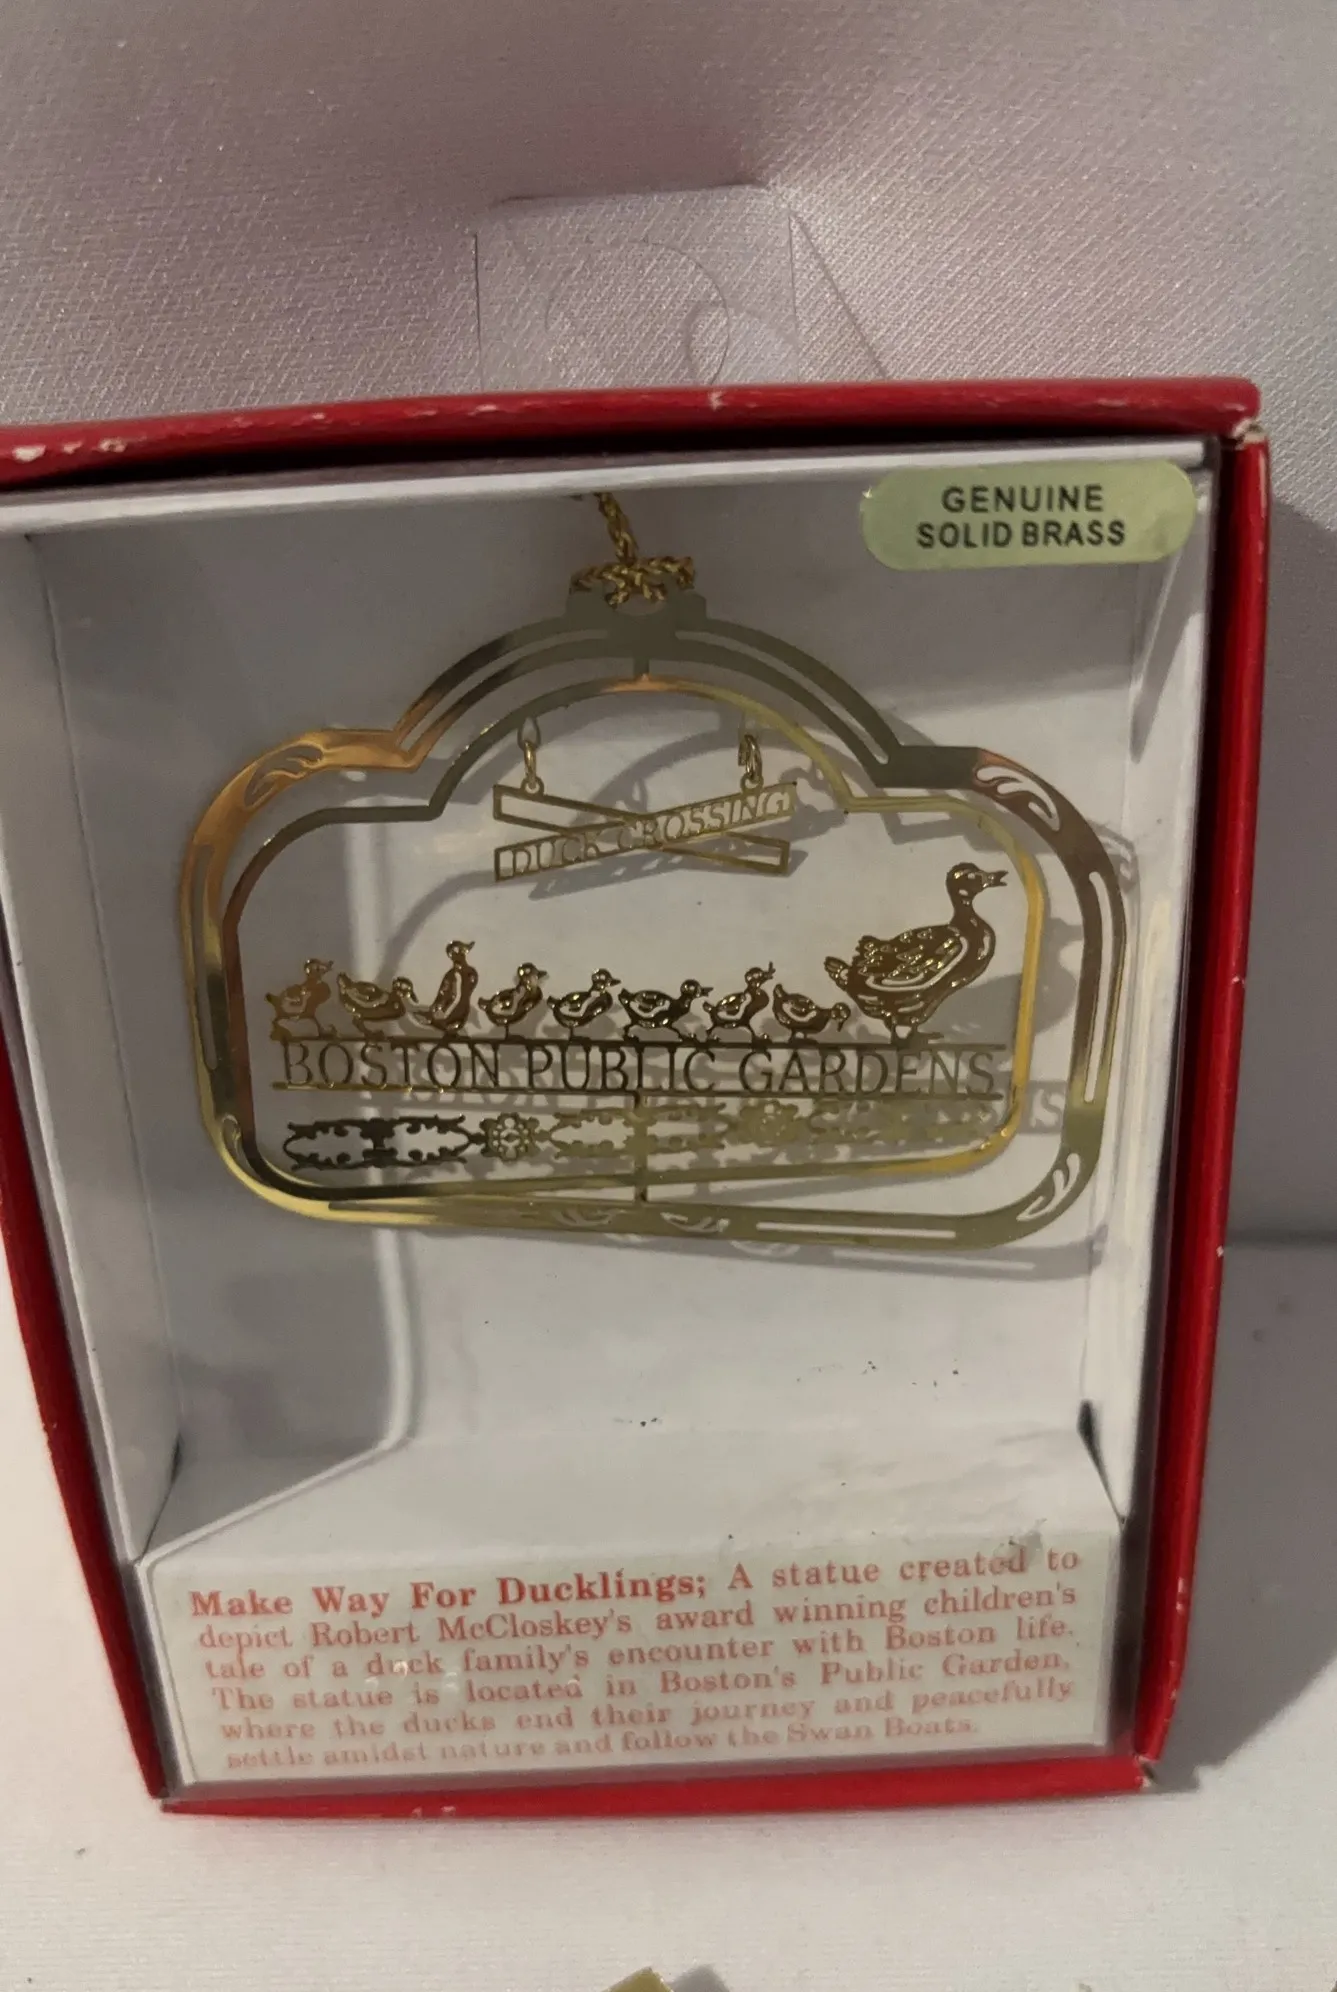 GENUINE
SOLID BRASS
DUCK CROSSING
BOSTON PUBLIC GARDENS
Make Way For Ducklings; A statue created to
depict Robert McCloskey's award winning children's
tale of a duck family's encounter with Boston life.
The statue is located in Boston's Public Garden,
where the ducks end their journey and peacefully
settle amidst nature and follow the Swan Boats.